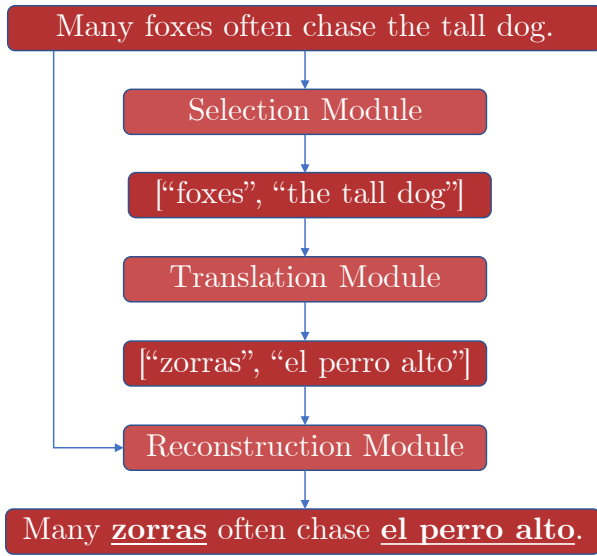 Many foxes often chase the tall dog.
Selection Module
[“foxes”, “the tall dog”]
Translation Module
[“zorras”, “el perro alto”]
Reconstruction Module
Many zorras often chase el perro alto.